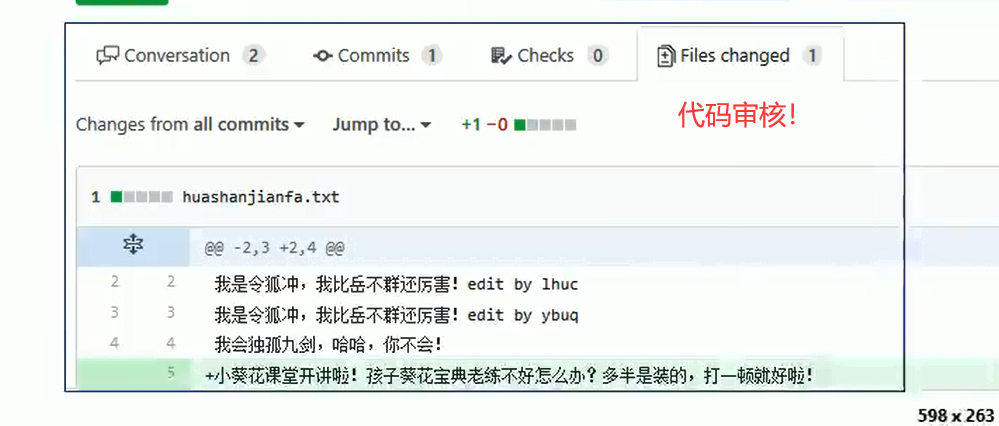 Conversation 2 Commits 1 Checks 0 Files changed 1
代码审核！
Changes from all commits Jump to... +1 −0
1 huashanjianfa.txt
@@ -2,3 +2,4 @@
2 2 我是令狐冲，我比岳不群还厉害！edit by lhuc
3 3 我是令狐冲，我比岳不群还厉害！edit by ybuq
4 4 我会独孤九剑，哈哈，你不会！
5 +小葵花课堂开讲啦！孩子葵花宝典老练不好怎么办？多半是装的，打一顿就好啦！
598 x 263